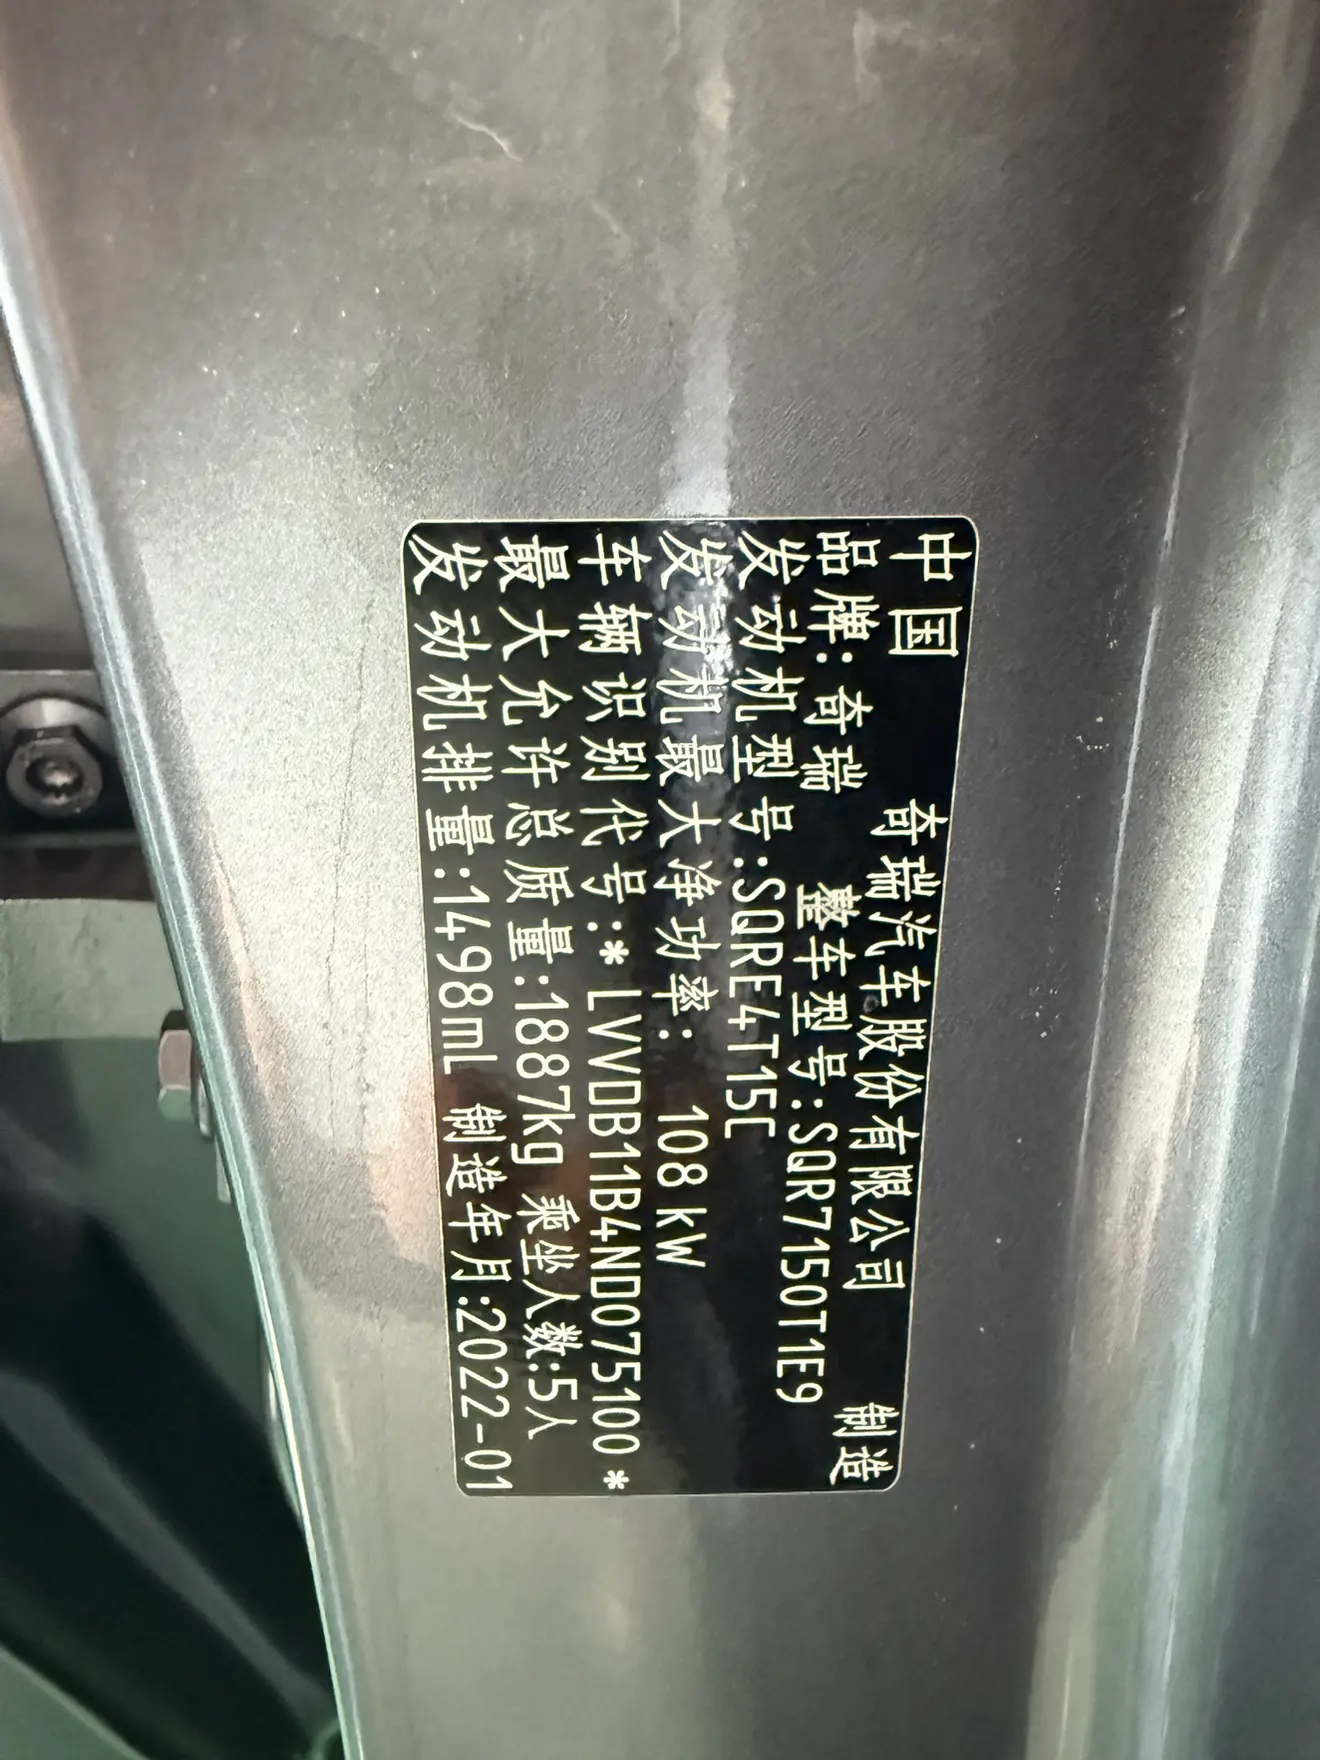 中国 奇瑞汽车股份有限公司 制造
品牌:奇瑞 整车型号:SQR7150T1E9
发动机型号:SQRE4T15C
发动机最大净功率: 108 kW
车辆识别代号:* LVVDB11B4ND075100 *
最大允许总质量:1887kg 乘坐人数:5人
发动机排量:1498mL 制造年月:2022-01